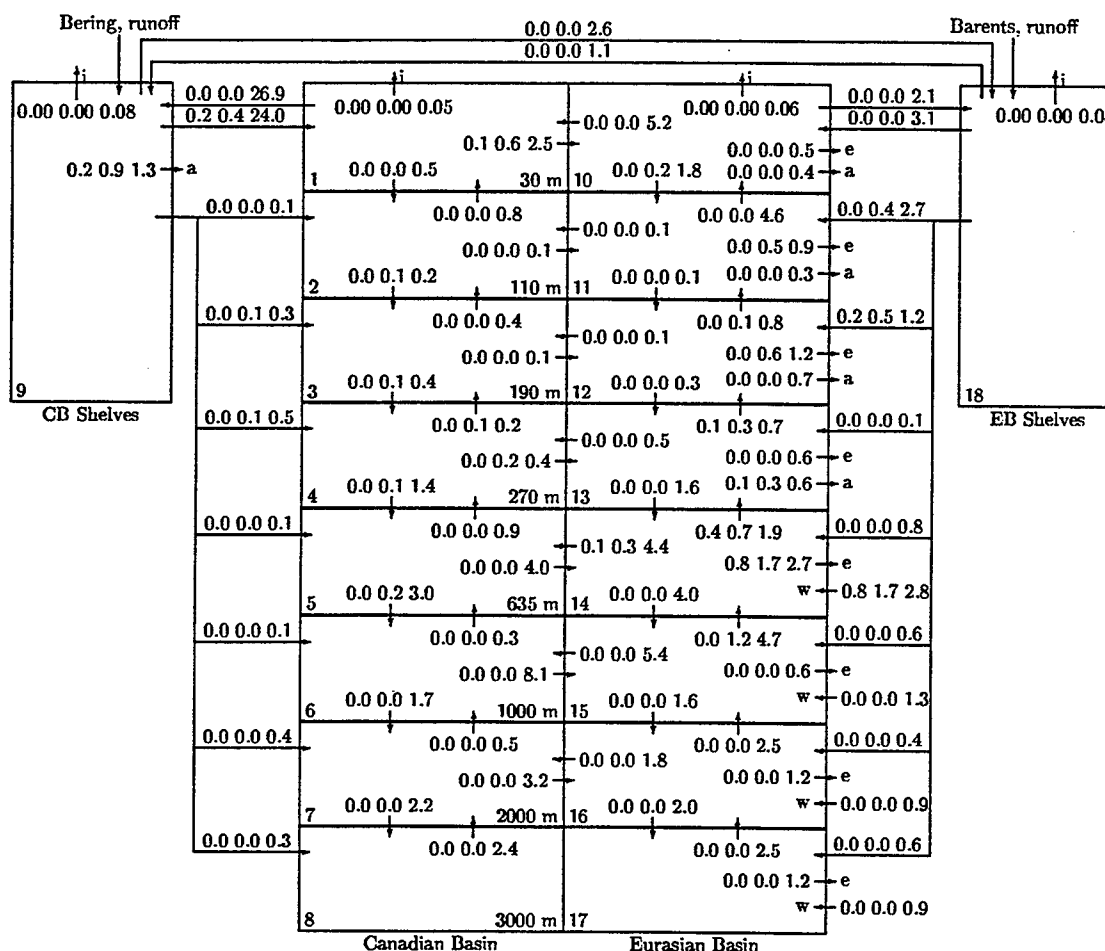 Bering, runoff
0.0 0.0 2.6
Barents, runoff
0.0 0.0 1.1
i
i
i
i
0.00 0.00 0.08
0.0 0.0 26.9
0.00 0.00 0.05
0.00 0.00 0.06
0.0 0.0 2.1
0.00 0.00 0.0
0.2 0.4 24.0
0.0 0.0 5.2
0.0 0.0 3.1
0.1 0.6 2.5
0.0 0.0 0.5 e
0.2 0.9 1.3 a
0.0 0.0 0.5
0.0 0.2 1.8
0.0 0.0 0.4 a
1
30 m
10
0.0 0.0 0.1
0.0 0.0 0.8
0.0 0.0 4.6
0.0 0.4 2.7
0.0 0.0 0.1
0.0 0.0 0.1
0.0 0.5 0.9 e
0.0 0.1 0.2
0.0 0.0 0.1
0.0 0.0 0.3 a
2
110 m
11
0.0 0.1 0.3
0.0 0.0 0.4
0.0 0.1 0.8
0.2 0.5 1.2
0.0 0.0 0.1
0.0 0.0 0.1
0.0 0.6 1.2 e
0.0 0.1 0.4
0.0 0.0 0.3
0.0 0.0 0.7 a
9
3
190 m
12
18
CB Shelves
EB Shelves
0.0 0.1 0.5
0.0 0.1 0.2
0.1 0.3 0.7
0.0 0.0 0.1
0.0 0.0 0.5
0.0 0.2 0.4
0.0 0.0 0.6 e
0.0 0.1 1.4
0.0 0.0 1.6
0.1 0.3 0.6 a
4
270 m
13
0.0 0.0 0.1
0.0 0.0 0.9
0.4 0.7 1.9
0.0 0.0 0.8
0.1 0.3 4.4
0.0 0.0 4.0
0.8 1.7 2.7 e
0.0 0.2 3.0
0.0 0.0 4.0
w 0.8 1.7 2.8
5
635 m
14
0.0 0.0 0.1
0.0 0.0 0.3
0.0 1.2 4.7
0.0 0.0 0.6
0.0 0.0 5.4
0.0 0.0 8.1
0.0 0.0 0.6 e
0.0 0.0 1.7
0.0 0.0 1.6
w 0.0 0.0 1.3
6
1000 m
15
0.0 0.0 0.4
0.0 0.0 0.5
0.0 0.0 2.5
0.0 0.0 0.4
0.0 0.0 1.8
0.0 0.0 3.2
0.0 0.0 1.2 e
0.0 0.0 2.2
0.0 0.0 2.0
w 0.0 0.0 0.9
7
2000 m
16
0.0 0.0 0.3
0.0 0.0 2.4
0.0 0.0 2.5
0.0 0.0 0.6
0.0 0.0 1.2 e
w 0.0 0.0 0.9
8
3000 m
17
Canadian Basin
Eurasian Basin